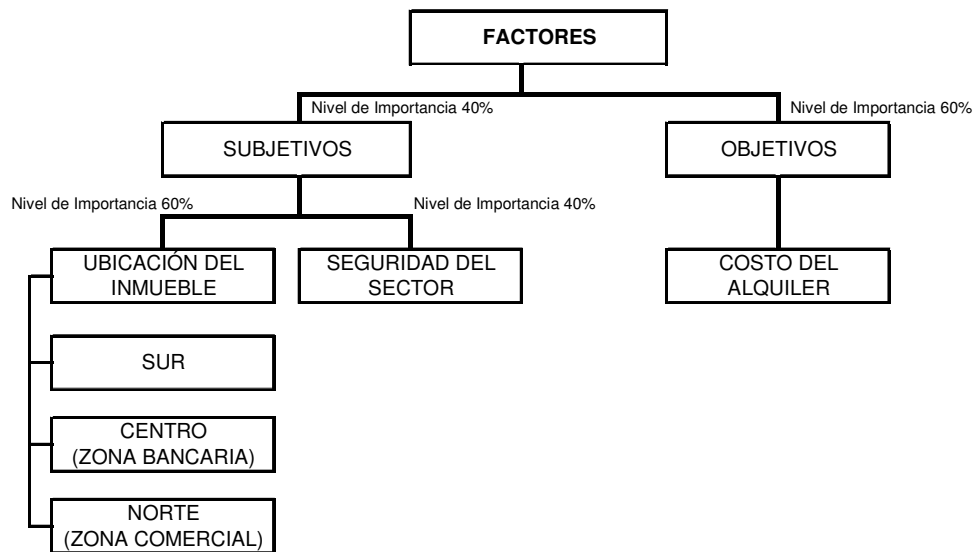 FACTORES
Nivel de Importancia 40%
Nivel de Importancia 60%
SUBJETIVOS
OBJETIVOS
Nivel de Importancia 60%
Nivel de Importancia 40%
UBICACIÓN DEL
INMUEBLE
SEGURIDAD DEL
SECTOR
COSTO DEL
ALQUILER
SUR
CENTRO
(ZONA BANCARIA)
NORTE
(ZONA COMERCIAL)